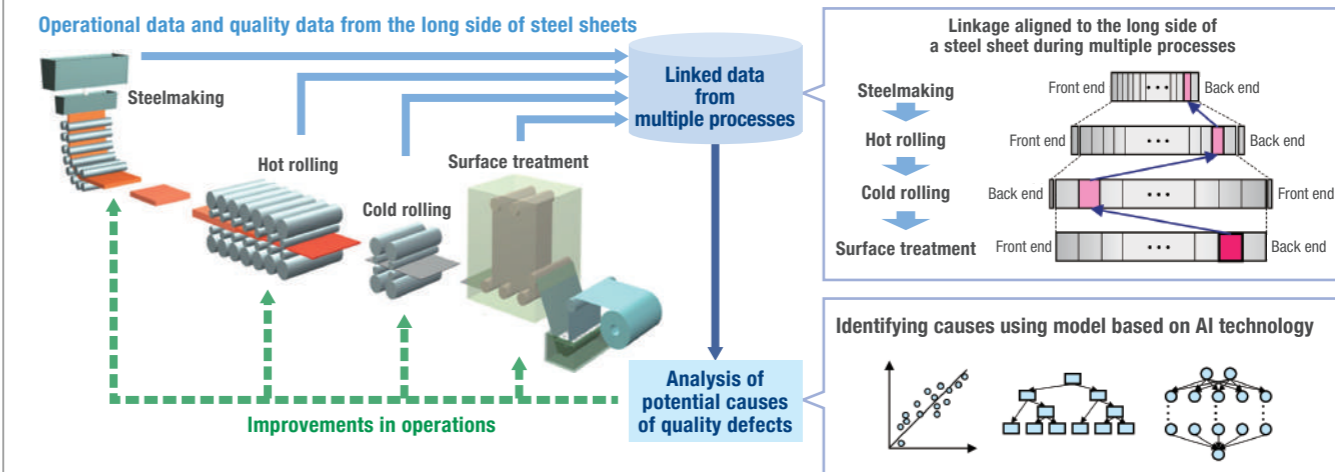 Operational data and quality data from the long side of steel sheets
Steelmaking
Hot rolling
Cold rolling
Surface treatment
Linked data
from
multiple processes
Analysis of
potential causes
of quality defects
Improvements in operations
Linkage aligned to the long side of
a steel sheet during multiple processes
Steelmaking
Front end
Back end
Hot rolling
Front end
Back end
Cold rolling
Back end
Front end
Surface treatment
Front end
Back end
Identifying causes using model based on AI technology